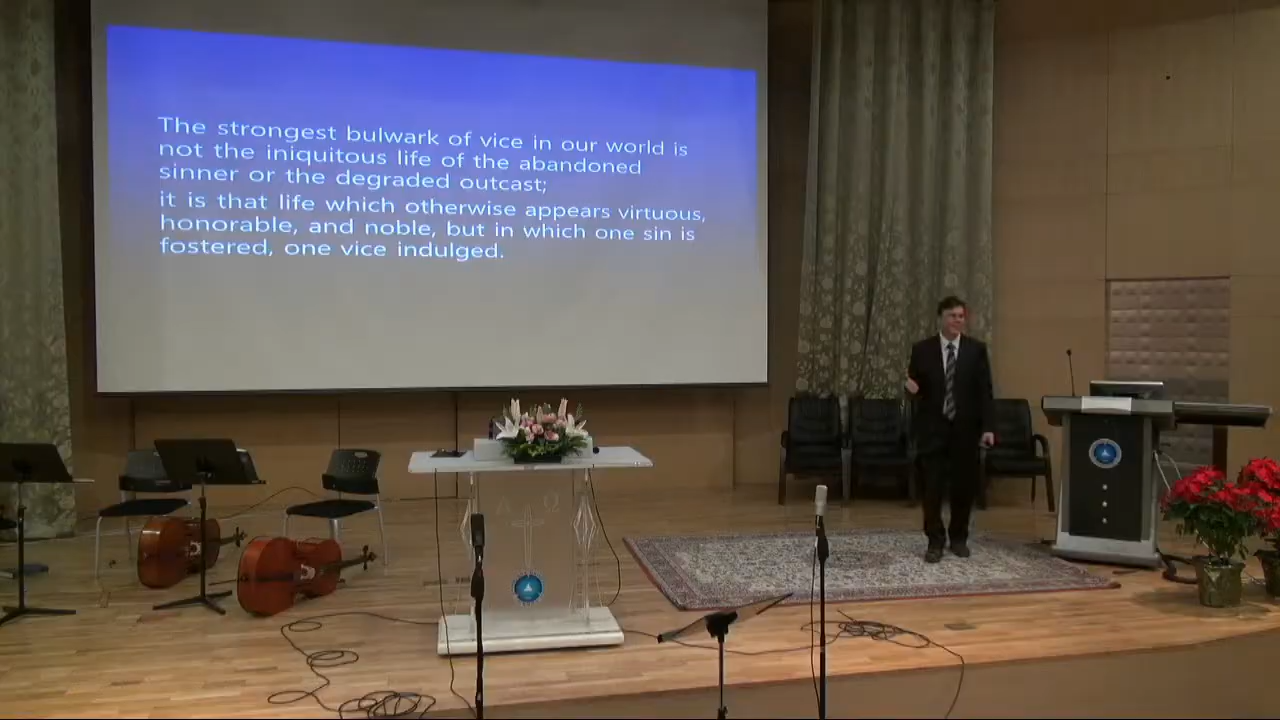 The strongest bulwark of vice in our world is
not the iniquitous life of the abandoned
sinner or the degraded outcast;
it is that life which otherwise appears virtuous,
honorable, and noble, but in which one sin is
fostered, one vice indulged.
Α Ω